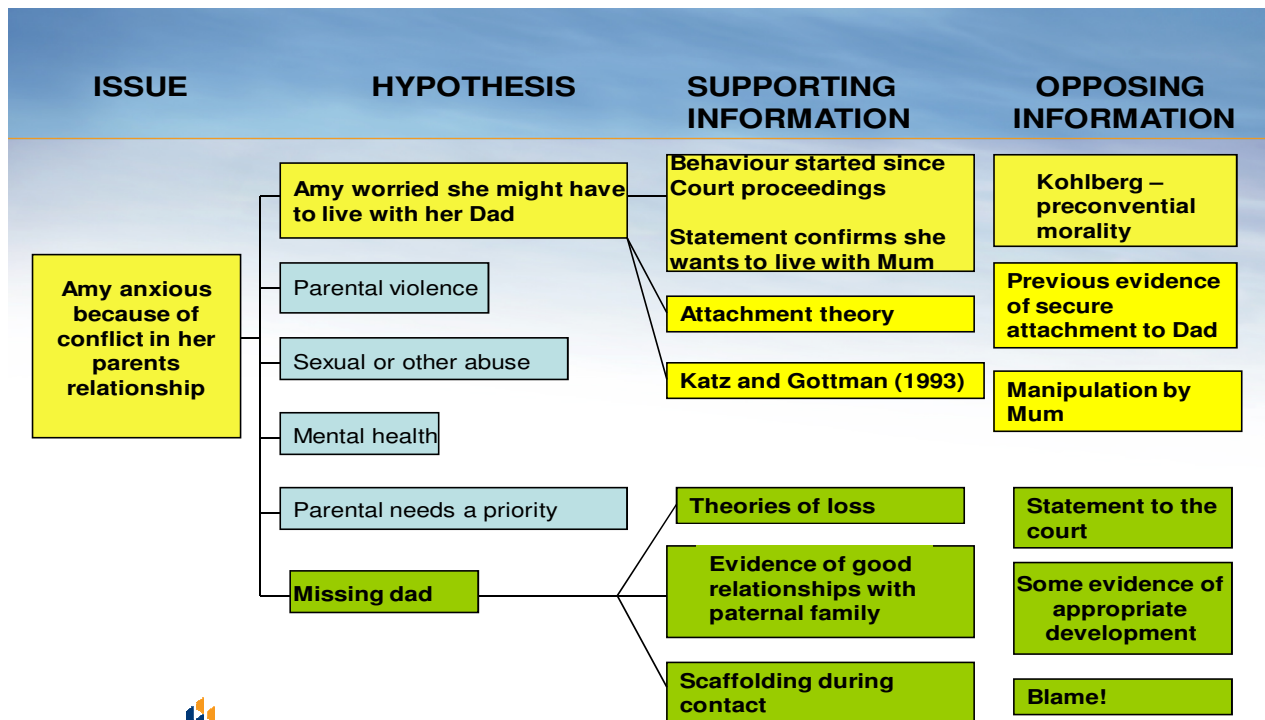 ISSUE
HYPOTHESIS
SUPPORTING
INFORMATION
OPPOSING
INFORMATION
Amy anxious
because of
conflict in her
parents
relationship
Amy worried she might have
to live with her Dad
Parental violence
Sexual or other abuse
Mental health
Parental needs a priority
Missing dad
Behaviour started since
Court proceedings
Statement confirms she
wants to live with Mum
Attachment theory
Katz and Gottman (1993)
Theories of loss
Evidence of good
relationships with
paternal family
Scaffolding during
contact
Kohlberg –
preconvential
morality
Previous evidence
of secure
attachment to Dad
Manipulation by
Mum
Statement to the
court
Some evidence of
appropriate
development
Blame!